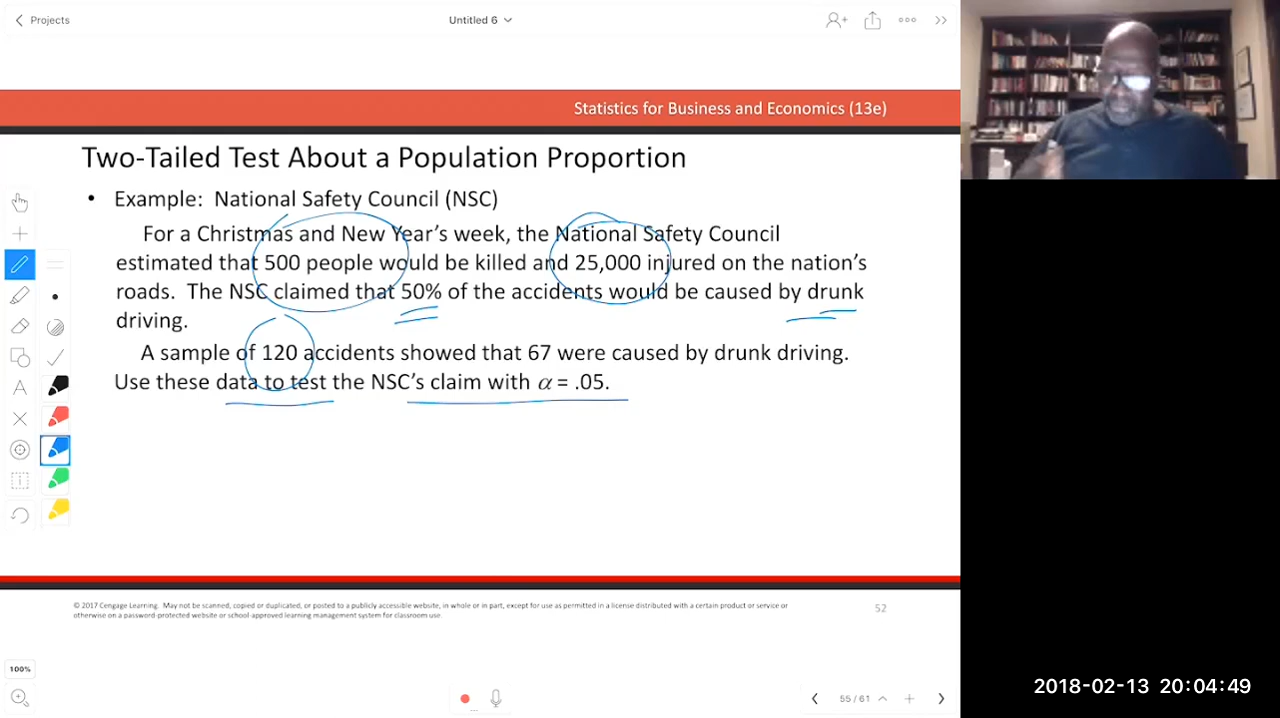 Projects
Untitled 6
Statistics for Business and Economics (13e)
Two-Tailed Test About a Population Proportion
• Example: National Safety Council (NSC)
For a Christmas and New Year’s week, the National Safety Council
estimated that 500 people would be killed and 25,000 injured on the nation’s
roads. The NSC claimed that 50% of the accidents would be caused by drunk
driving.
A sample of 120 accidents showed that 67 were caused by drunk driving.
Use these data to test the NSC’s claim with α = .05.
© 2017 Cengage Learning. May not be scanned, copied or duplicated, or posted to a publicly accessible website, in whole or in part, except for use as permitted in a license distributed with a certain product or service or
otherwise on a password-protected website or school-approved learning management system for classroom use.
52
100%
55/61
2018-02-13 20:04:49